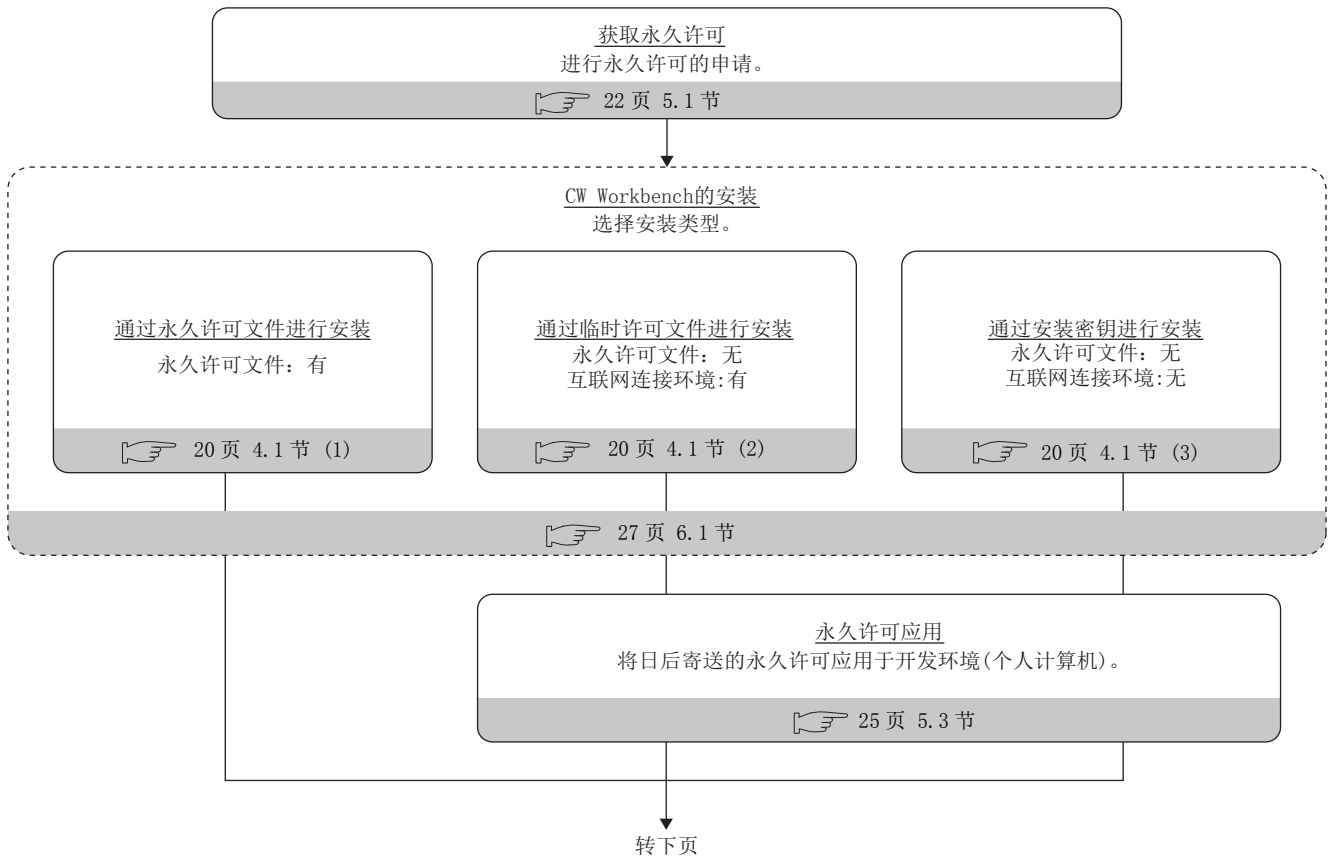 获取永久许可
进行永久许可的申请。
22 页 5.1 节
CW Workbench的安装
选择安装类型。
通过永久许可文件进行安装
永久许可文件：有
20 页 4.1 节 (1)
通过临时许可文件进行安装
永久许可文件：无
互联网连接环境:有
20 页 4.1 节 (2)
通过安装密钥进行安装
永久许可文件：无
互联网连接环境:无
20 页 4.1 节 (3)
27 页 6.1 节
永久许可应用
将日后寄送的永久许可应用于开发环境(个人计算机)。
25 页 5.3 节
转下页